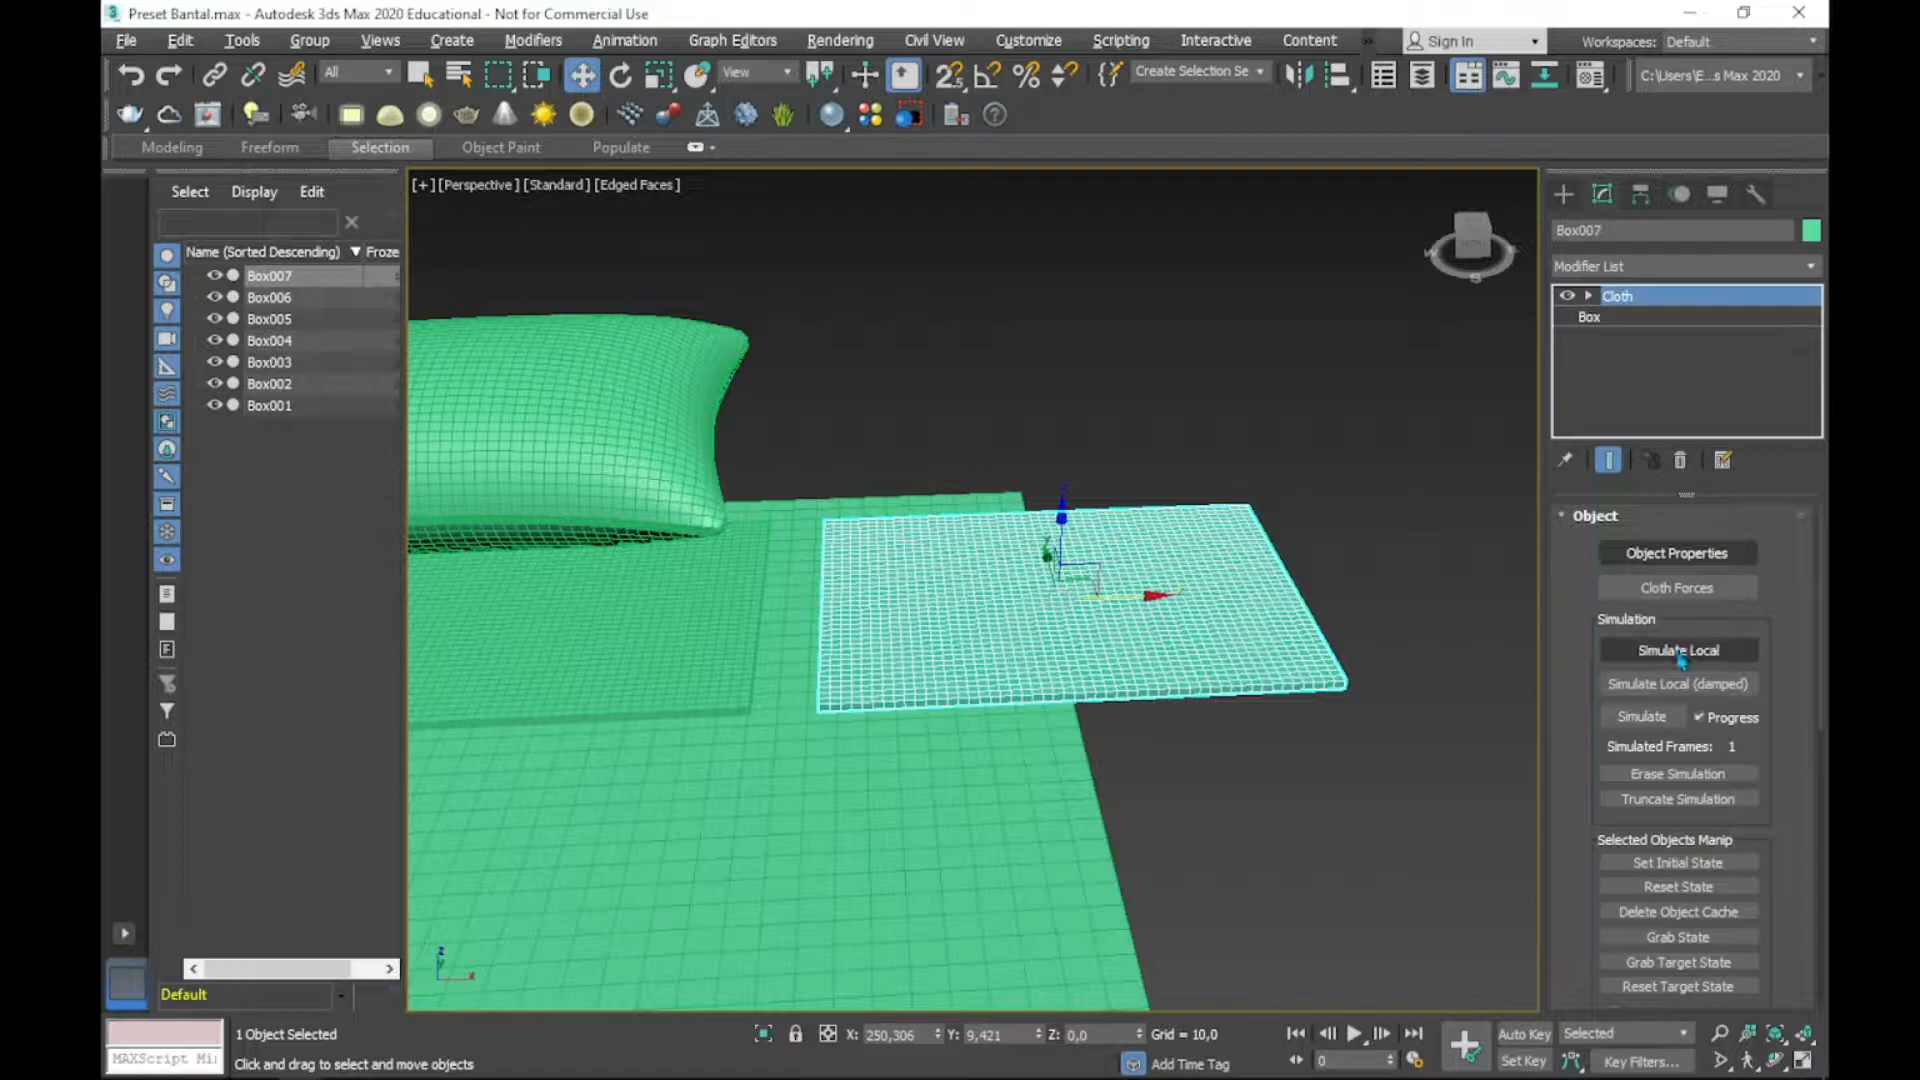 Preset Bantal.max - Autodesk 3ds Max 2020 Educational - Not for Commercial Use
File Edit Tools Group Views Create Modifiers Animation Graph Editors Rendering Civil View Customize Scripting Interactive Content Sign In Workspaces: Default
All View Create Selection Se C:\Users\E...s Max 2020
Modeling Freeform Selection Object Paint Populate
Select Display Edit
[+] [Perspective] [Standard] [Edged Faces]
Box007
Name (Sorted Descending) Froze
Modifier List
Box007
Box006
Box005
Box004
Box003
Box002
Box001
Cloth
Box
Object
Object Properties
Cloth Forces
Simulation
Simulate Local
Simulate Local (damped)
Simulate Progress
Simulated Frames: 1
Erase Simulation
Truncate Simulation
Selected Objects Manip
Set Initial State
Reset State
Delete Object Cache
Grab State
Grab Target State
Reset Target State
Default
1 Object Selected X: 250,306 Y: 9,421 Z: 0,0 Grid = 10,0 Auto Key Selected
MAXScript Mi Click and drag to select and move objects Add Time Tag 0 Set Key Key Filters...